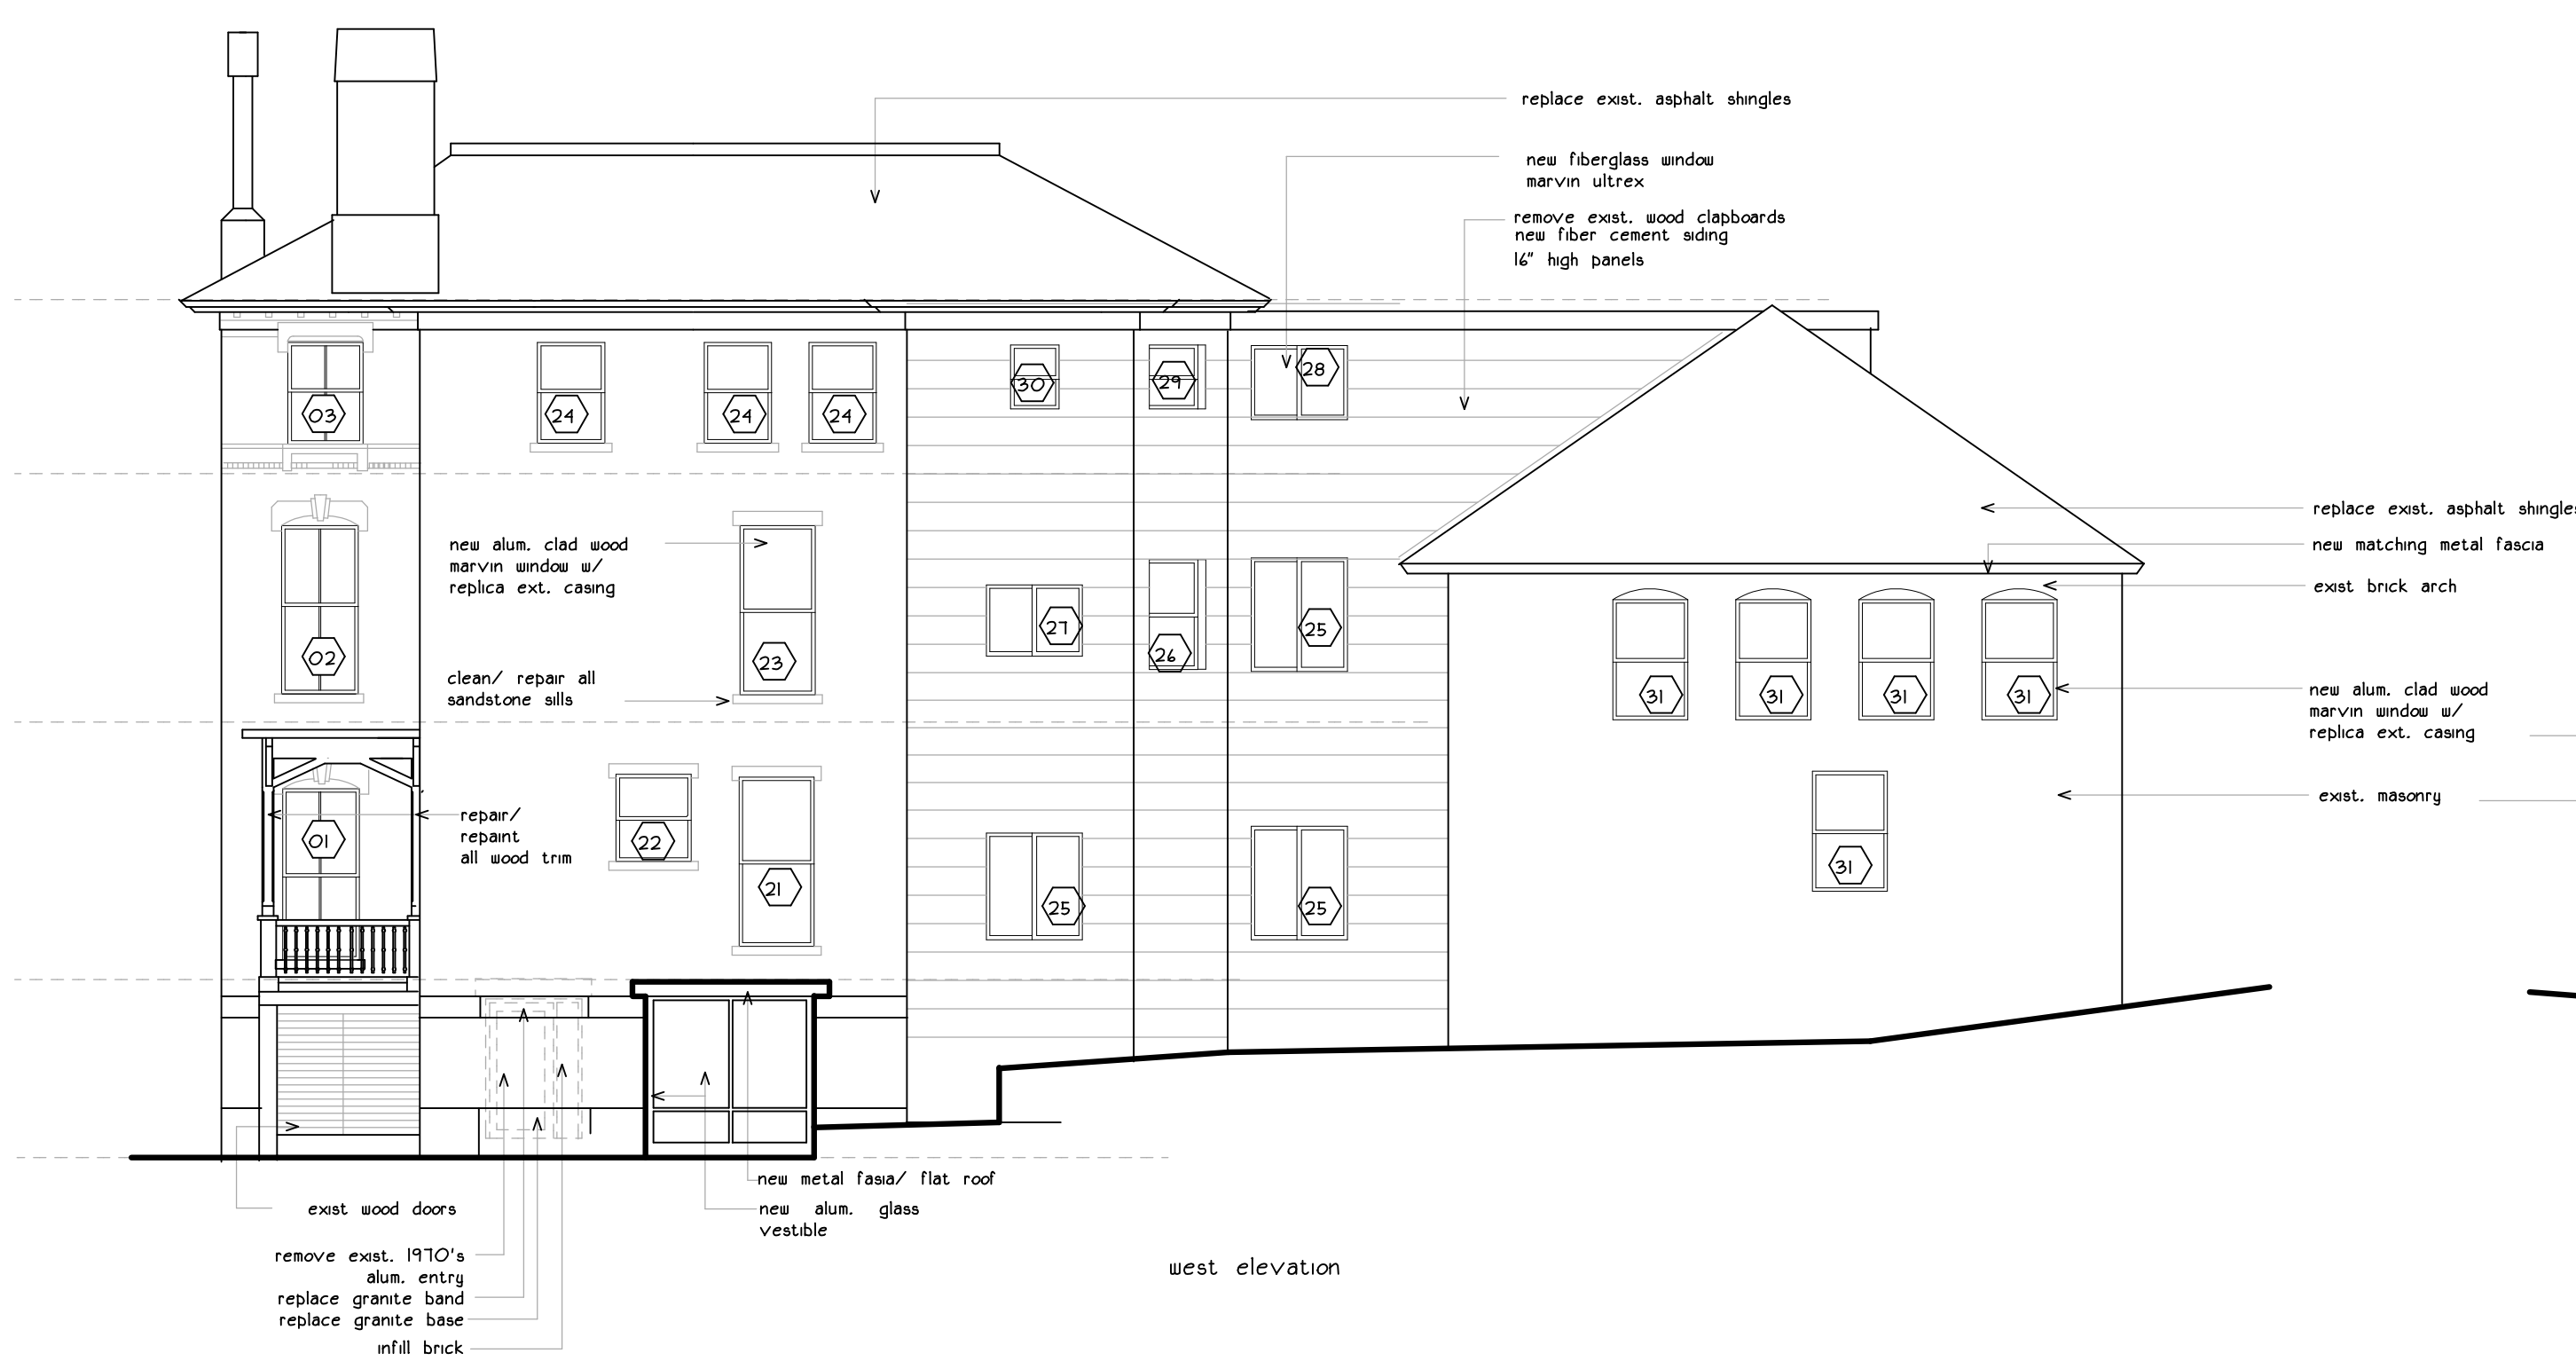 replace exist. asphalt shingles
new fiberglass window
marvin ultrex
remove exist. wood clapboards
new fiber cement siding
16" high panels
03
24
24
24
30
29
28
replace exist. asphalt shingles
new matching metal fascia
exist brick arch
new alum. clad wood
marvin window w/
replica ext. casing
02
23
27
26
25
clean/ repair all
sandstone sills
31
31
31
31
new alum. clad wood
marvin window w/
replica ext. casing
exist. masonry
repair/
repaint
all wood trim
01
22
21
25
25
31
new metal fasia/ flat roof
new alum. glass
vestible
exist wood doors
remove exist. 1970's
alum. entry
replace granite band
replace granite base
infill brick
west elevation